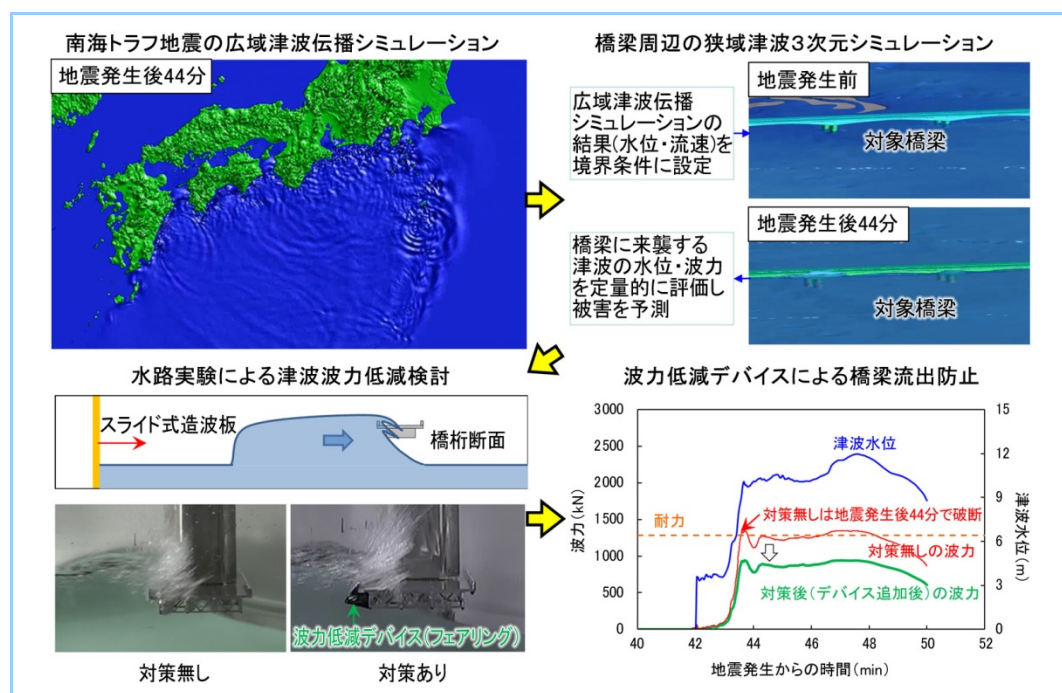 南海トラフ地震の広域津波伝播シミュレーション
地震発生後44分
橋梁周辺の狭域津波3次元シミュレーション
広域津波伝播
シミュレーションの
結果(水位・流速)を
境界条件に設定
地震発生前
対象橋梁
橋梁に来襲する
津波の水位・波力
を定量的に評価し
被害を予測
地震発生後44分
対象橋梁
水路実験による津波波力低減検討
スライド式造波板
橋桁断面
波力低減デバイス(フェアリング)
対策無し
対策あり
波力低減デバイスによる橋梁流出防止
波力(kN)
3000
2500
2000
1500
1000
500
0
津波水位
耐力
対策無しは地震発生後44分で破断
対策無しの波力
対策後(デバイス追加後)の波力
15
12
9
6
3
0
津波水位(m)
40 42 44 46 48 50 52
地震発生からの時間(min)